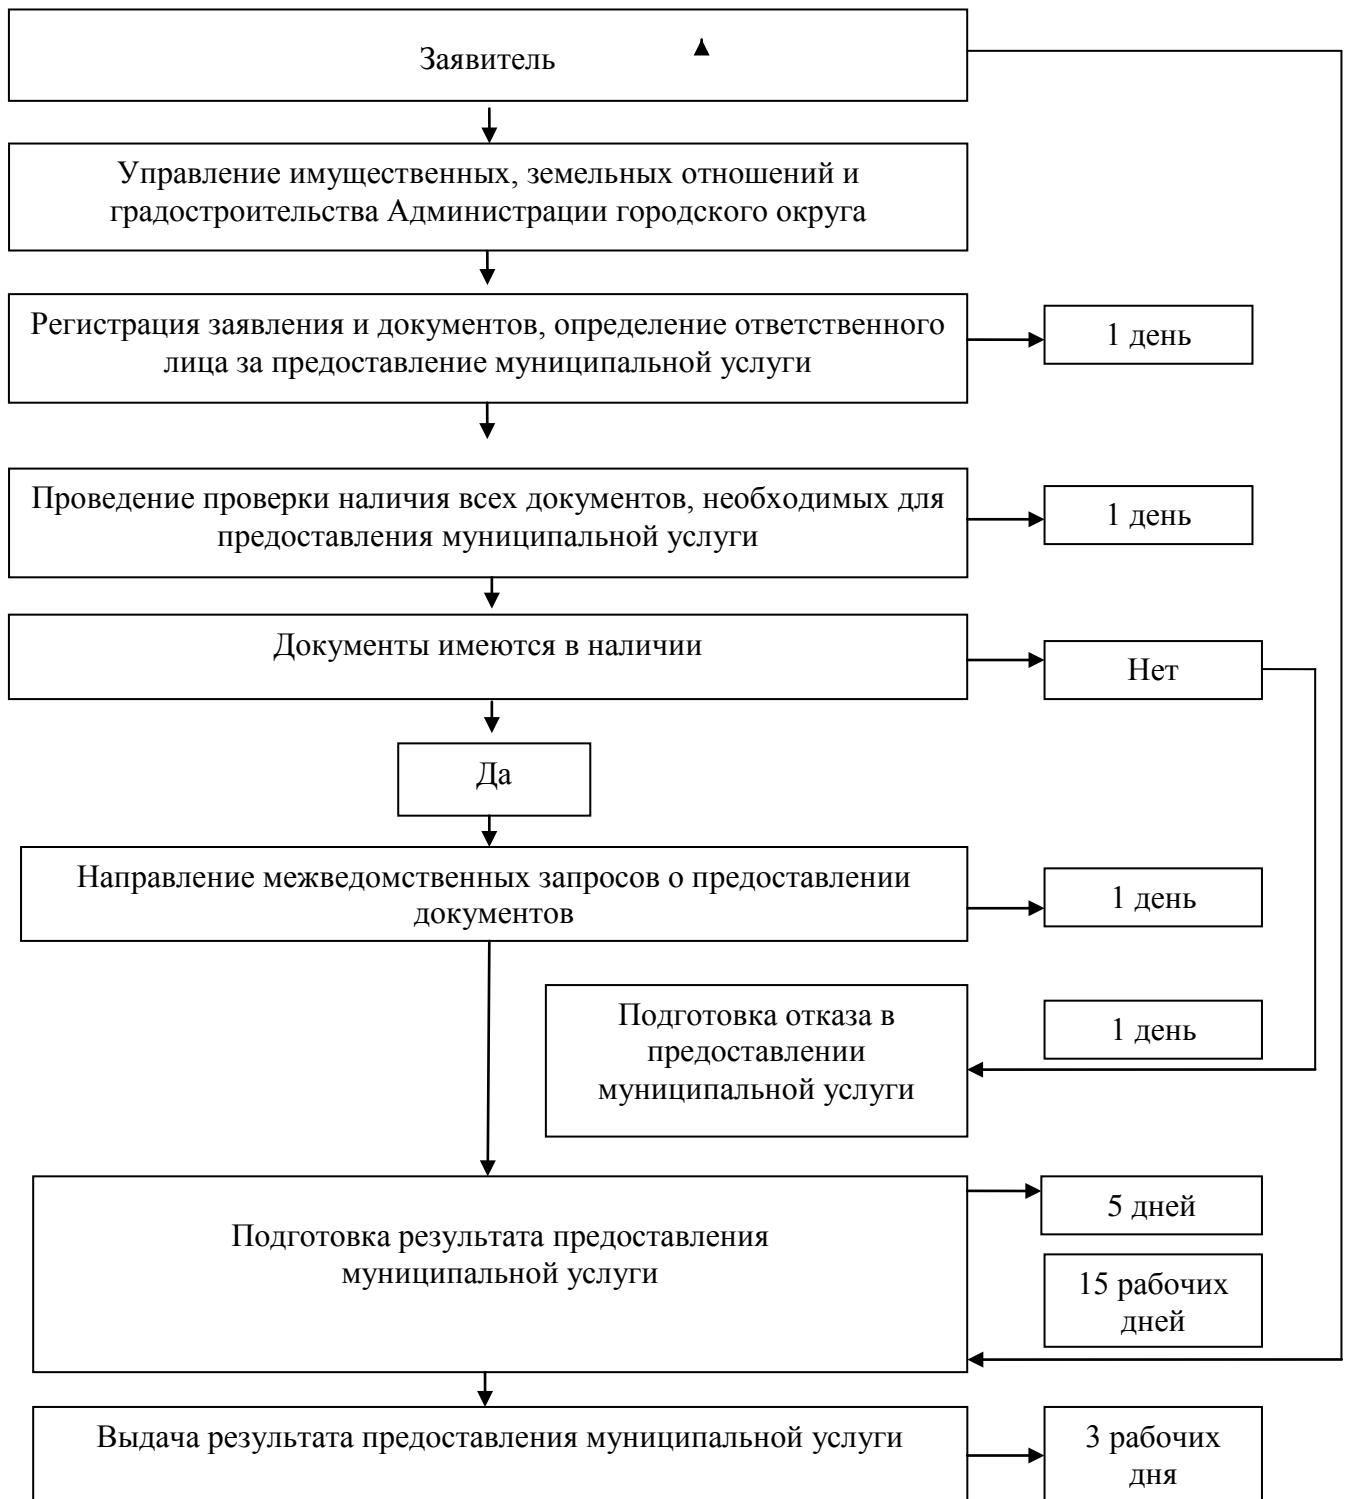 Заявитель
Управление имущественных, земельных отношений и
градостроительства Администрации городского округа
Регистрация заявления и документов, определение ответственного
лица за предоставление муниципальной услуги
1 день
Проведение проверки наличия всех документов, необходимых для
предоставления муниципальной услуги
1 день
Документы имеются в наличии
Нет
Да
Направление межведомственных запросов о предоставлении
документов
1 день
Подготовка отказа в
предоставлении
муниципальной услуги
1 день
Подготовка результата предоставления
муниципальной услуги
5 дней
15 рабочих
дней
Выдача результата предоставления муниципальной услуги
3 рабочих
дня